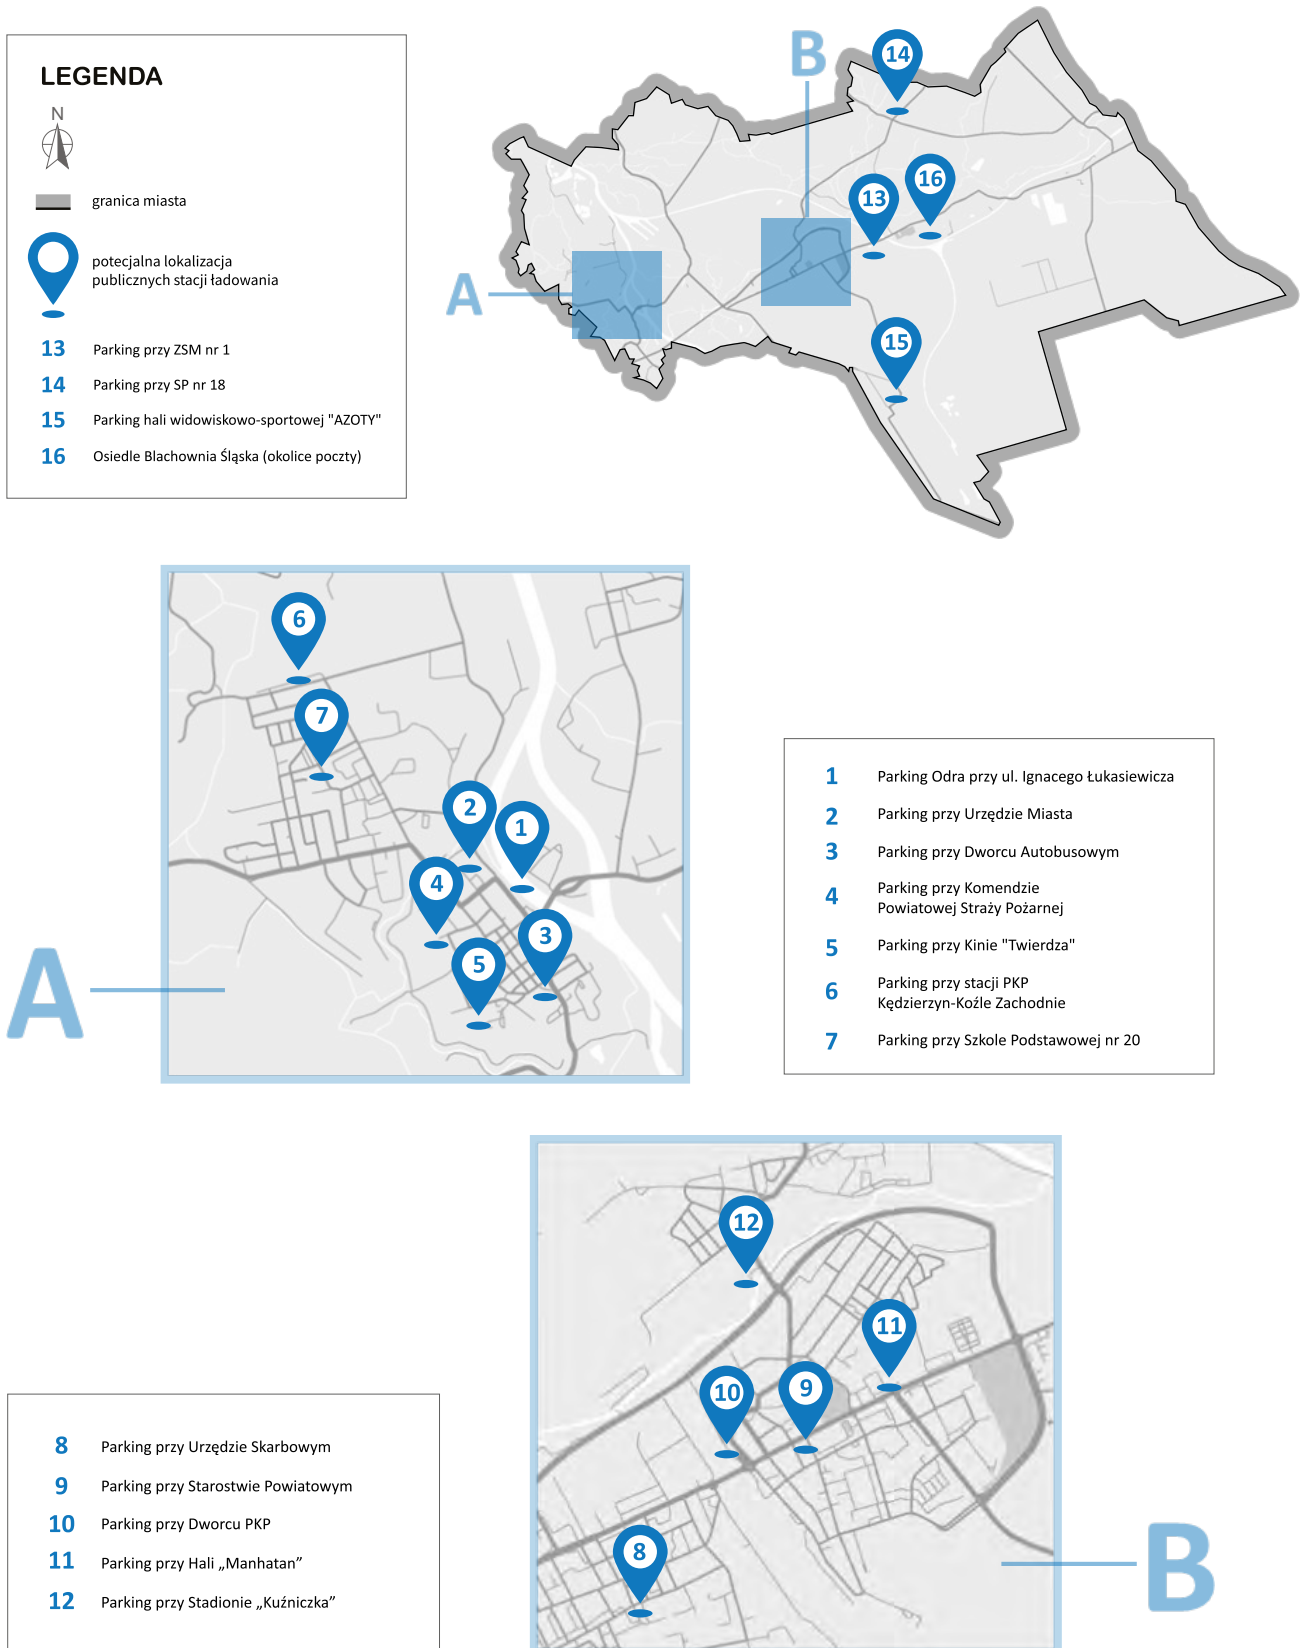 LEGENDA
N
granica miasta
potecjalna lokalizacja
publicznych stacji ładowania
13 Parking przy ZSM nr 1
14 Parking przy SP nr 18
15 Parking hali widowiskowo-sportowej "AZOTY"
16 Osiedle Blachownia Śląska (okolice poczty)
B
14
16
13
A
15
6
7
2
1
4
3
5
A
1 Parking Odra przy ul. Ignacego Łukasiewicza
2 Parking przy Urzędzie Miasta
3 Parking przy Dworcu Autobusowym
4 Parking przy Komendzie
Powiatowej Straży Pożarnej
5 Parking przy Kinie "Twierdza"
6 Parking przy stacji PKP
Kędzierzyn-Koźle Zachodnie
7 Parking przy Szkole Podstawowej nr 20
12
11
10
9
8
B
8 Parking przy Urzędzie Skarbowym
9 Parking przy Starostwie Powiatowym
10 Parking przy Dworcu PKP
11 Parking przy Hali „Manhatan”
12 Parking przy Stadionie „Kuźniczka”